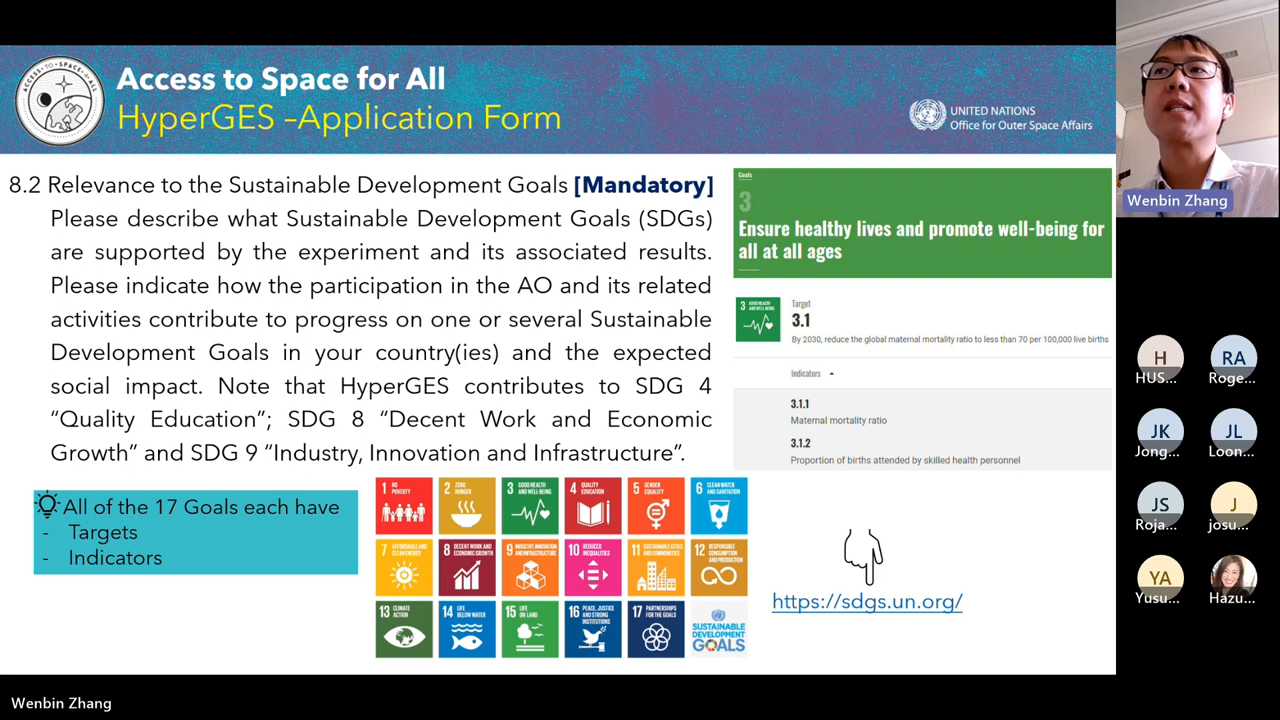 ACCESS • TO • SPACE • 4 • ALL
Access to Space for All
HyperGES –Application Form
UNITED NATIONS
Office for Outer Space Affairs
8.2 Relevance to the Sustainable Development Goals [Mandatory]
Please describe what Sustainable Development Goals (SDGs)
are supported by the experiment and its associated results.
Please indicate how the participation in the AO and its related
activities contribute to progress on one or several Sustainable
Development Goals in your country(ies) and the expected
social impact. Note that HyperGES contributes to SDG 4
“Quality Education”; SDG 8 “Decent Work and Economic
Growth” and SDG 9 “Industry, Innovation and Infrastructure”.
All of the 17 Goals each have
- Targets
- Indicators
Goals
3
Ensure healthy lives and promote well-being for
all at all ages
3 GOOD HEALTH
AND WELL-BEING
Target
3.1
By 2030, reduce the global maternal mortality ratio to less than 70 per 100,000 live births
Indicators
3.1.1
Maternal mortality ratio
3.1.2
Proportion of births attended by skilled health personnel
1 NO
POVERTY
2 ZERO
HUNGER
3 GOOD HEALTH
AND WELL-BEING
4 QUALITY
EDUCATION
5 GENDER
EQUALITY
6 CLEAN WATER
AND SANITATION
7 AFFORDABLE AND
CLEAN ENERGY
8 DECENT WORK AND
ECONOMIC GROWTH
9 INDUSTRY, INNOVATION
AND INFRASTRUCTURE
10 REDUCED
INEQUALITIES
11 SUSTAINABLE CITIES
AND COMMUNITIES
12 RESPONSIBLE
CONSUMPTION
AND PRODUCTION
13 CLIMATE
ACTION
14 LIFE
BELOW WATER
15 LIFE
ON LAND
16 PEACE, JUSTICE
AND STRONG
INSTITUTIONS
17 PARTNERSHIPS
FOR THE GOALS
SUSTAINABLE
DEVELOPMENT
GOALS
https://sdgs.un.org/
Wenbin Zhang
H
HUS...
RA
Roge...
JK
Jong...
JL
Loon...
JS
Roja...
J
josu...
YA
Yusu...
Hazu...
Wenbin Zhang